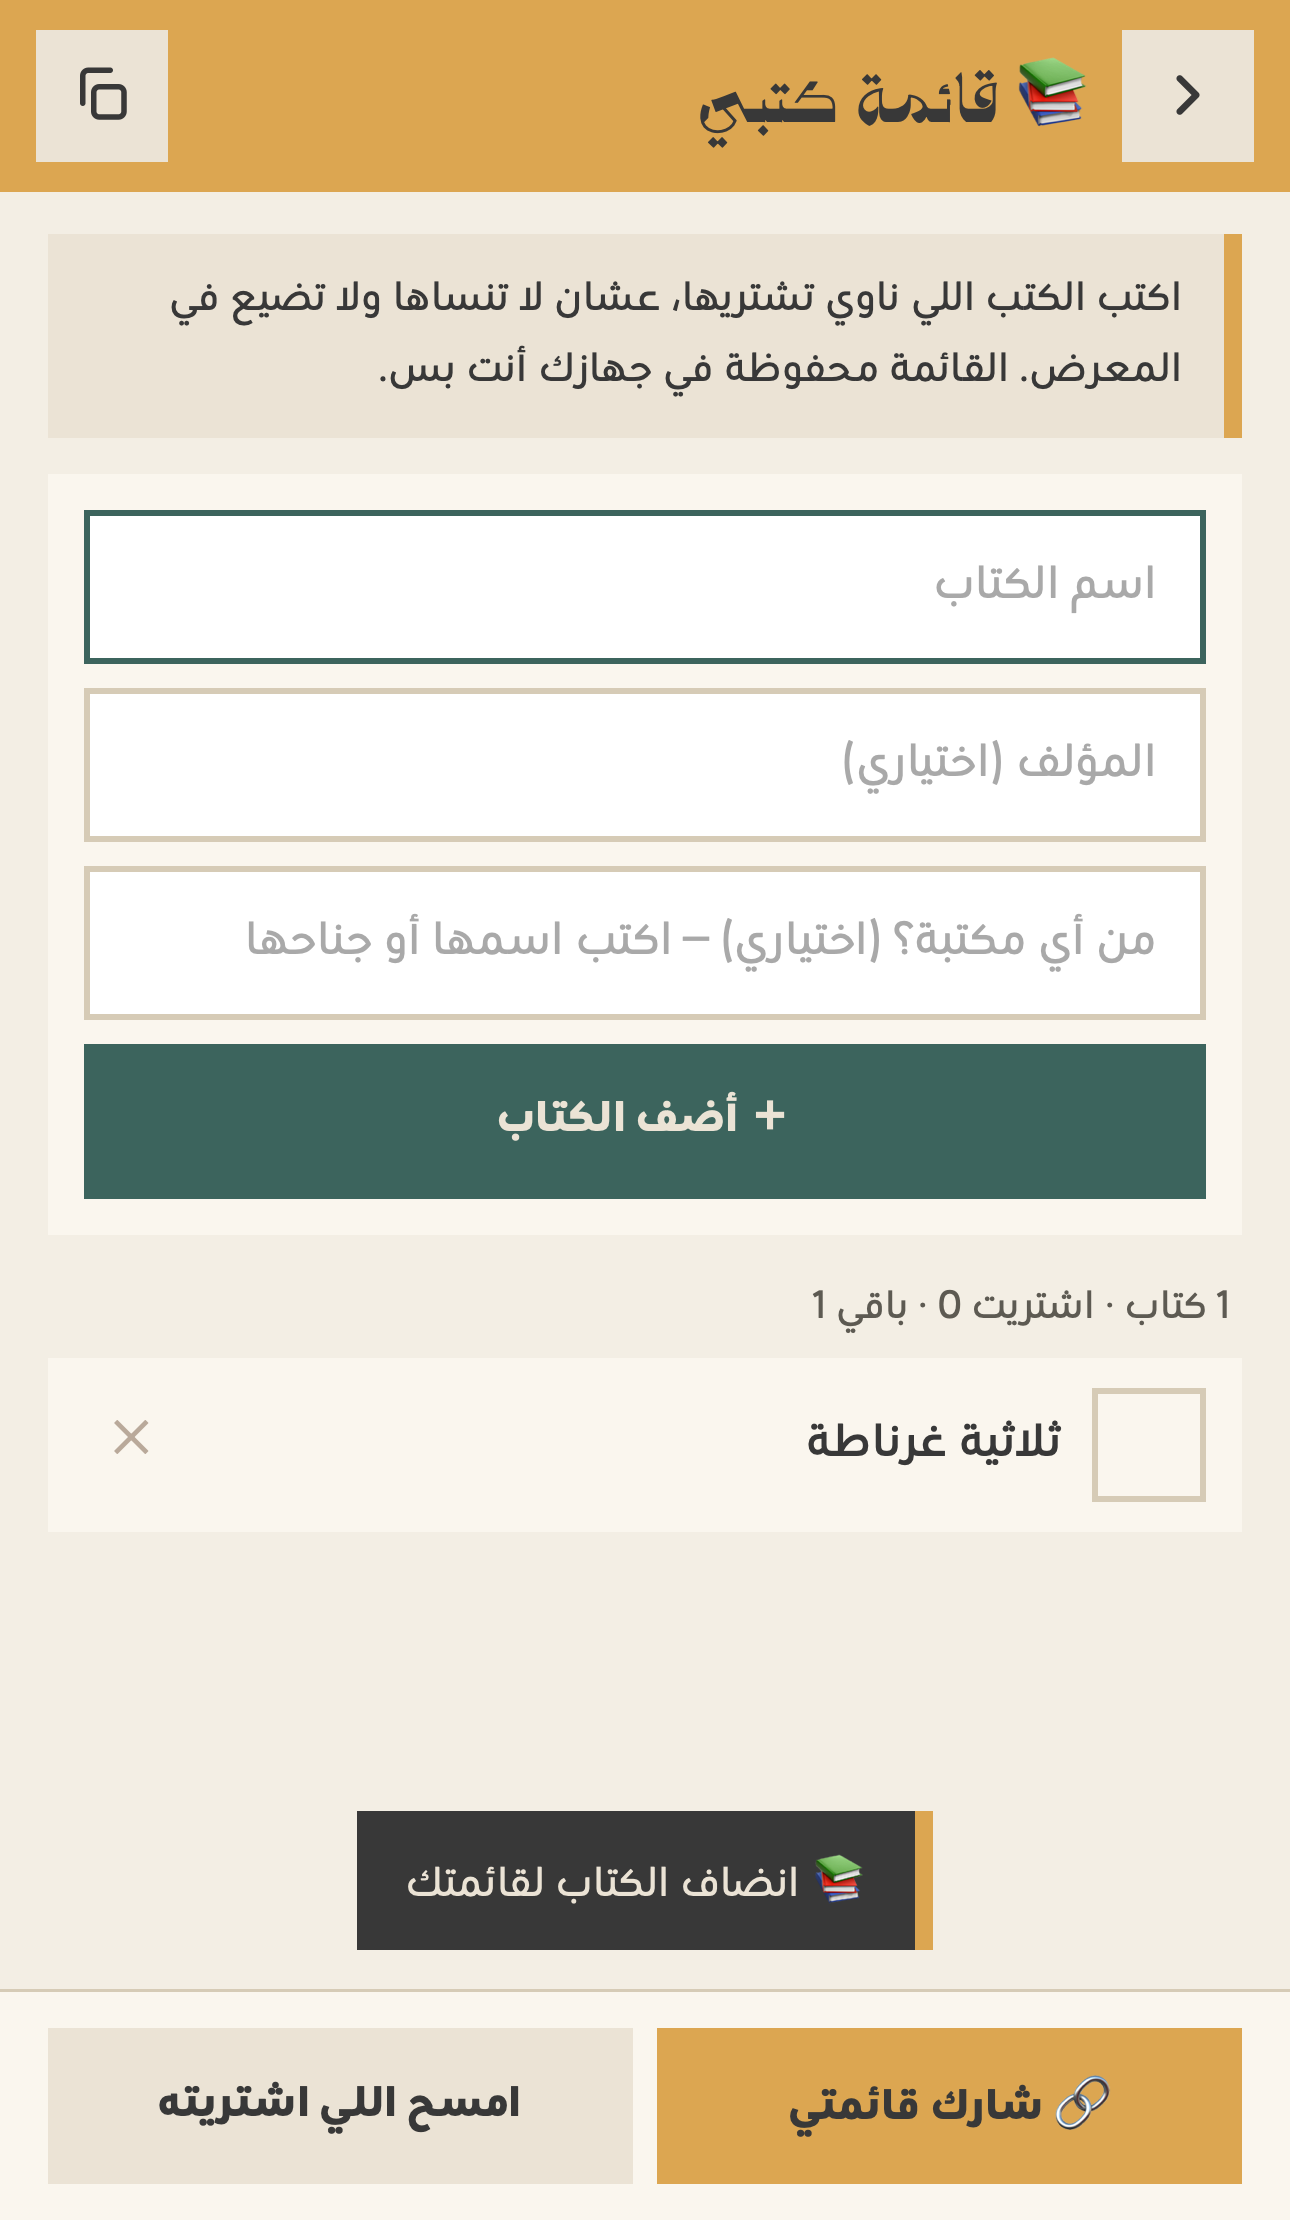 📚 قائمة كتبي
اكتب الكتب اللي ناوي تشتريها، عشان لا تنساها ولا تضيع في
المعرض. القائمة محفوظة في جهازك أنت بس.
اسم الكتاب
المؤلف (اختياري)
من أي مكتبة؟ (اختياري) — اكتب اسمها أو جناحها
+ أضف الكتاب
1 كتاب · اشتريت 0 · باقي 1
ثلاثية غرناطة
📚 انضاف الكتاب لقائمتك
🔗 شارك قائمتي
امسح اللي اشتريته